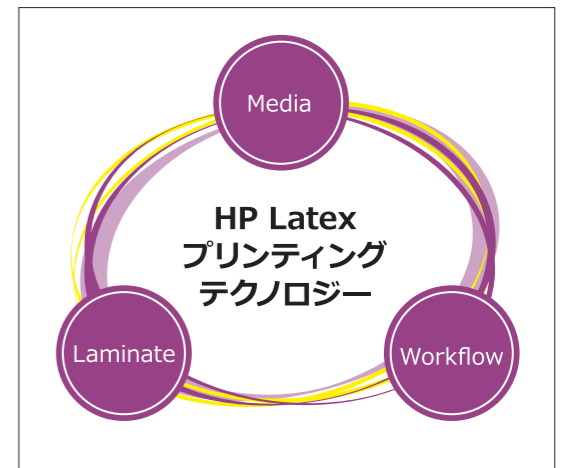 Media
HP Latex
プリンティング
テクノロジー
Laminate
Workflow